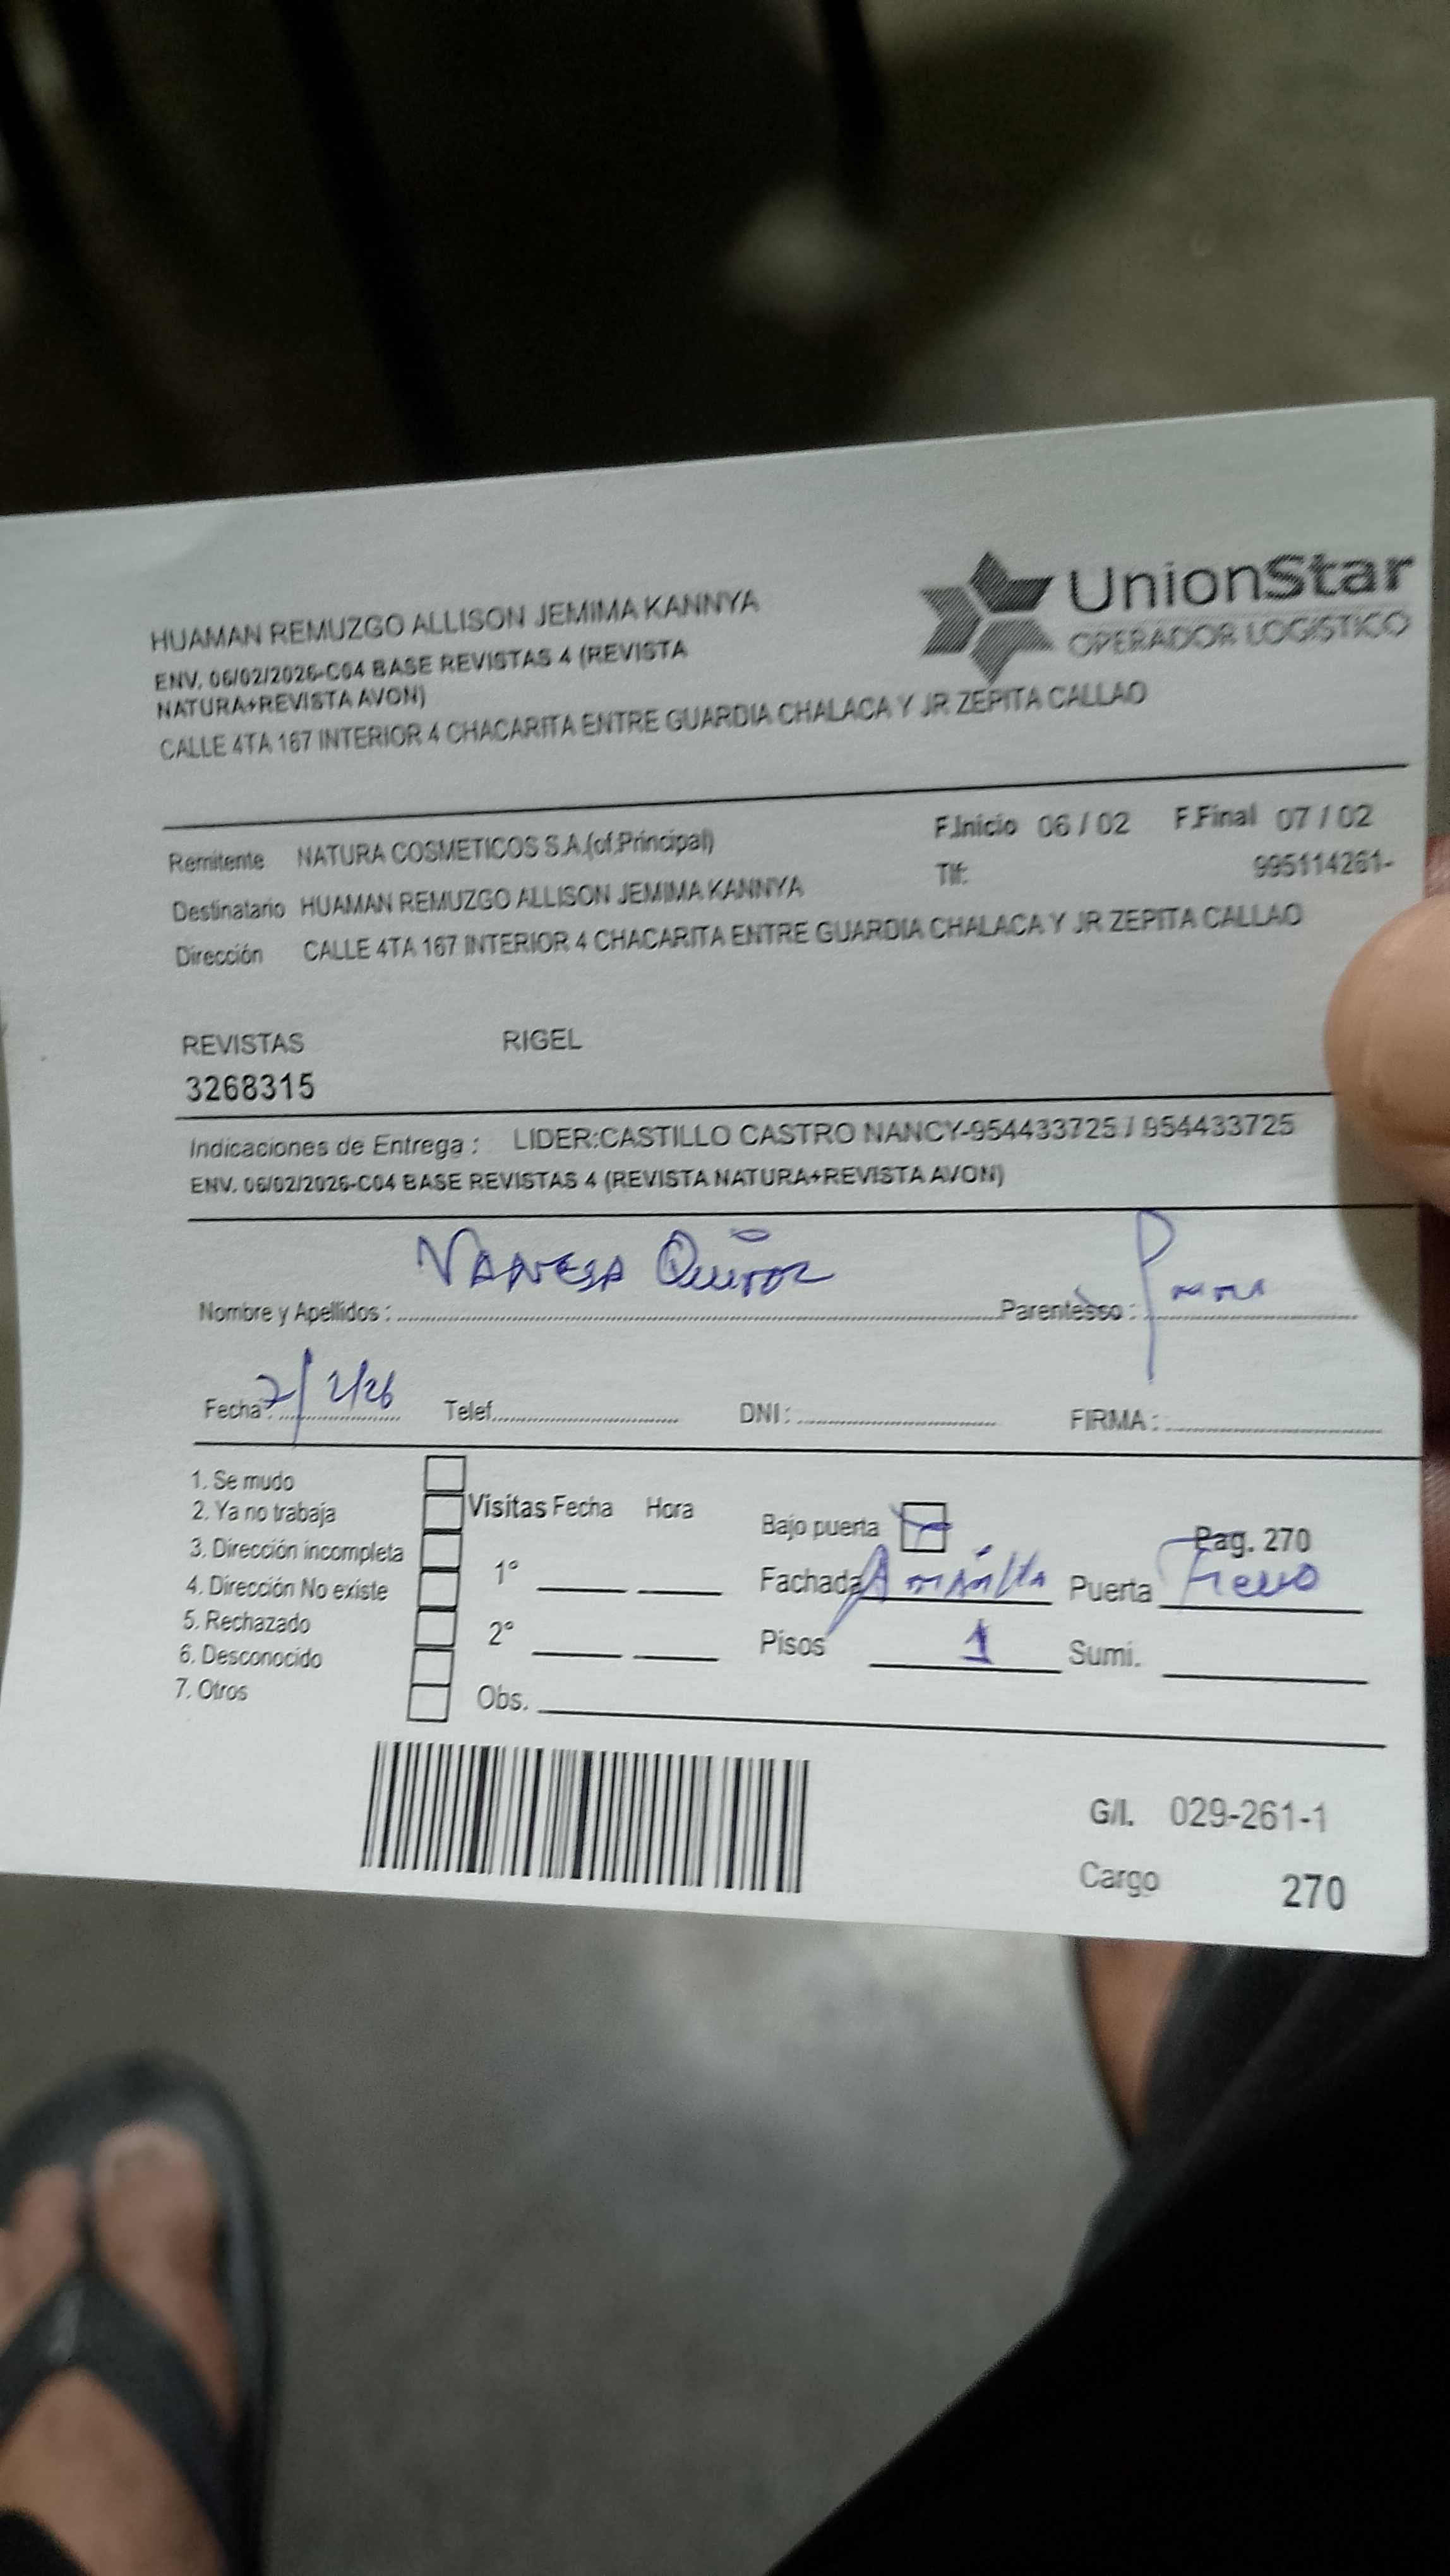 UnionStar
OPERADOR LOGISTICO
HUAMAN REMUZGO ALLISON JEMIMA KANNYA
ENV. 06/02/2026-C04 BASE REVISTAS 4 (REVISTA
NATURA+REVISTA AVON)
CALLE 4TA 167 INTERIOR 4 CHACARITA ENTRE GUARDIA CHALACA Y JR ZEPITA CALLAO
Remitente NATURA COSMETICOS S.A.(of.Principal) F.Inicio 06 / 02 F.Final 07 / 02
Destinatario HUAMAN REMUZGO ALLISON JEMIMA KANNYA Tlf: 995114261-
Dirección CALLE 4TA 167 INTERIOR 4 CHACARITA ENTRE GUARDIA CHALACA Y JR ZEPITA CALLAO
REVISTAS RIGEL
3268315
Indicaciones de Entrega : LIDER:CASTILLO CASTRO NANCY-954433725 / 954433725
ENV. 06/02/2026-C04 BASE REVISTAS 4 (REVISTA NATURA+REVISTA AVON)
Nombre y Apellidos : VANESA Quiroz Parentesso :
Fecha : 7/2/26 Telef. DNI : FIRMA :
1. Se mudo
2. Ya no trabaja Visitas Fecha Hora Bajo puerta Pag. 270
3. Dirección incompleta
4. Dirección No existe 1° Fachada Amarilla Puerta Fierro
5. Rechazado
6. Desconocido 2° Pisos 1 Sumi.
7. Otros Obs.
G/I. 029-261-1
Cargo 270